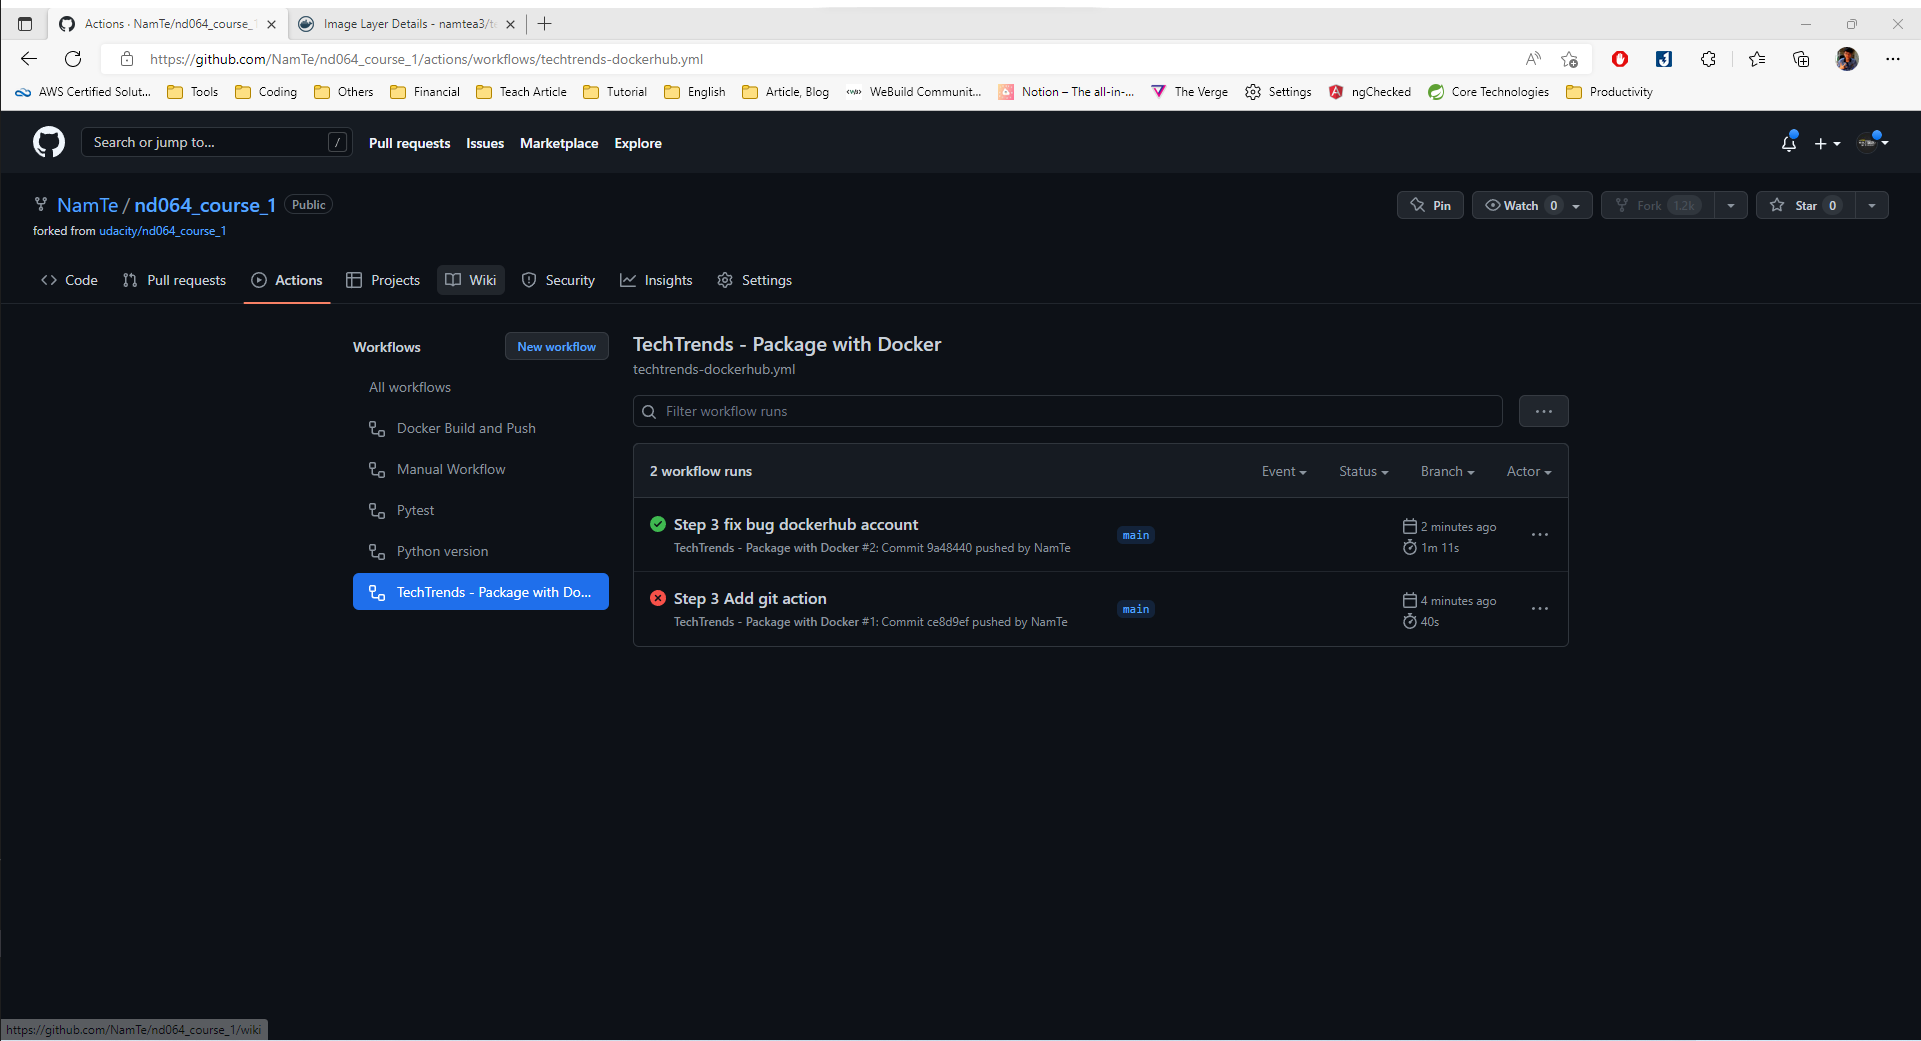 Actions · NamTe/nd064_course_1
Image Layer Details - namtea3/te
https://github.com/NamTe/nd064_course_1/actions/workflows/techtrends-dockerhub.yml
AWS Certified Solut... Tools Coding Others Financial Teach Article Tutorial English Article, Blog WeBuild Communit... Notion – The all-in-... The Verge Settings ngChecked Core Technologies Productivity
Search or jump to... / Pull requests Issues Marketplace Explore
NamTe / nd064_course_1 Public
Pin Watch 0 Fork 1.2k Star 0
forked from udacity/nd064_course_1
Code Pull requests Actions Projects Wiki Security Insights Settings
Workflows
New workflow
All workflows
Docker Build and Push
Manual Workflow
Pytest
Python version
TechTrends - Package with Do...
TechTrends - Package with Docker
techtrends-dockerhub.yml
Filter workflow runs
2 workflow runs Event Status Branch Actor
Step 3 fix bug dockerhub account
TechTrends - Package with Docker #2: Commit 9a48440 pushed by NamTe
main
2 minutes ago
1m 11s
Step 3 Add git action
TechTrends - Package with Docker #1: Commit ce8d9ef pushed by NamTe
main
4 minutes ago
40s
https://github.com/NamTe/nd064_course_1/wiki